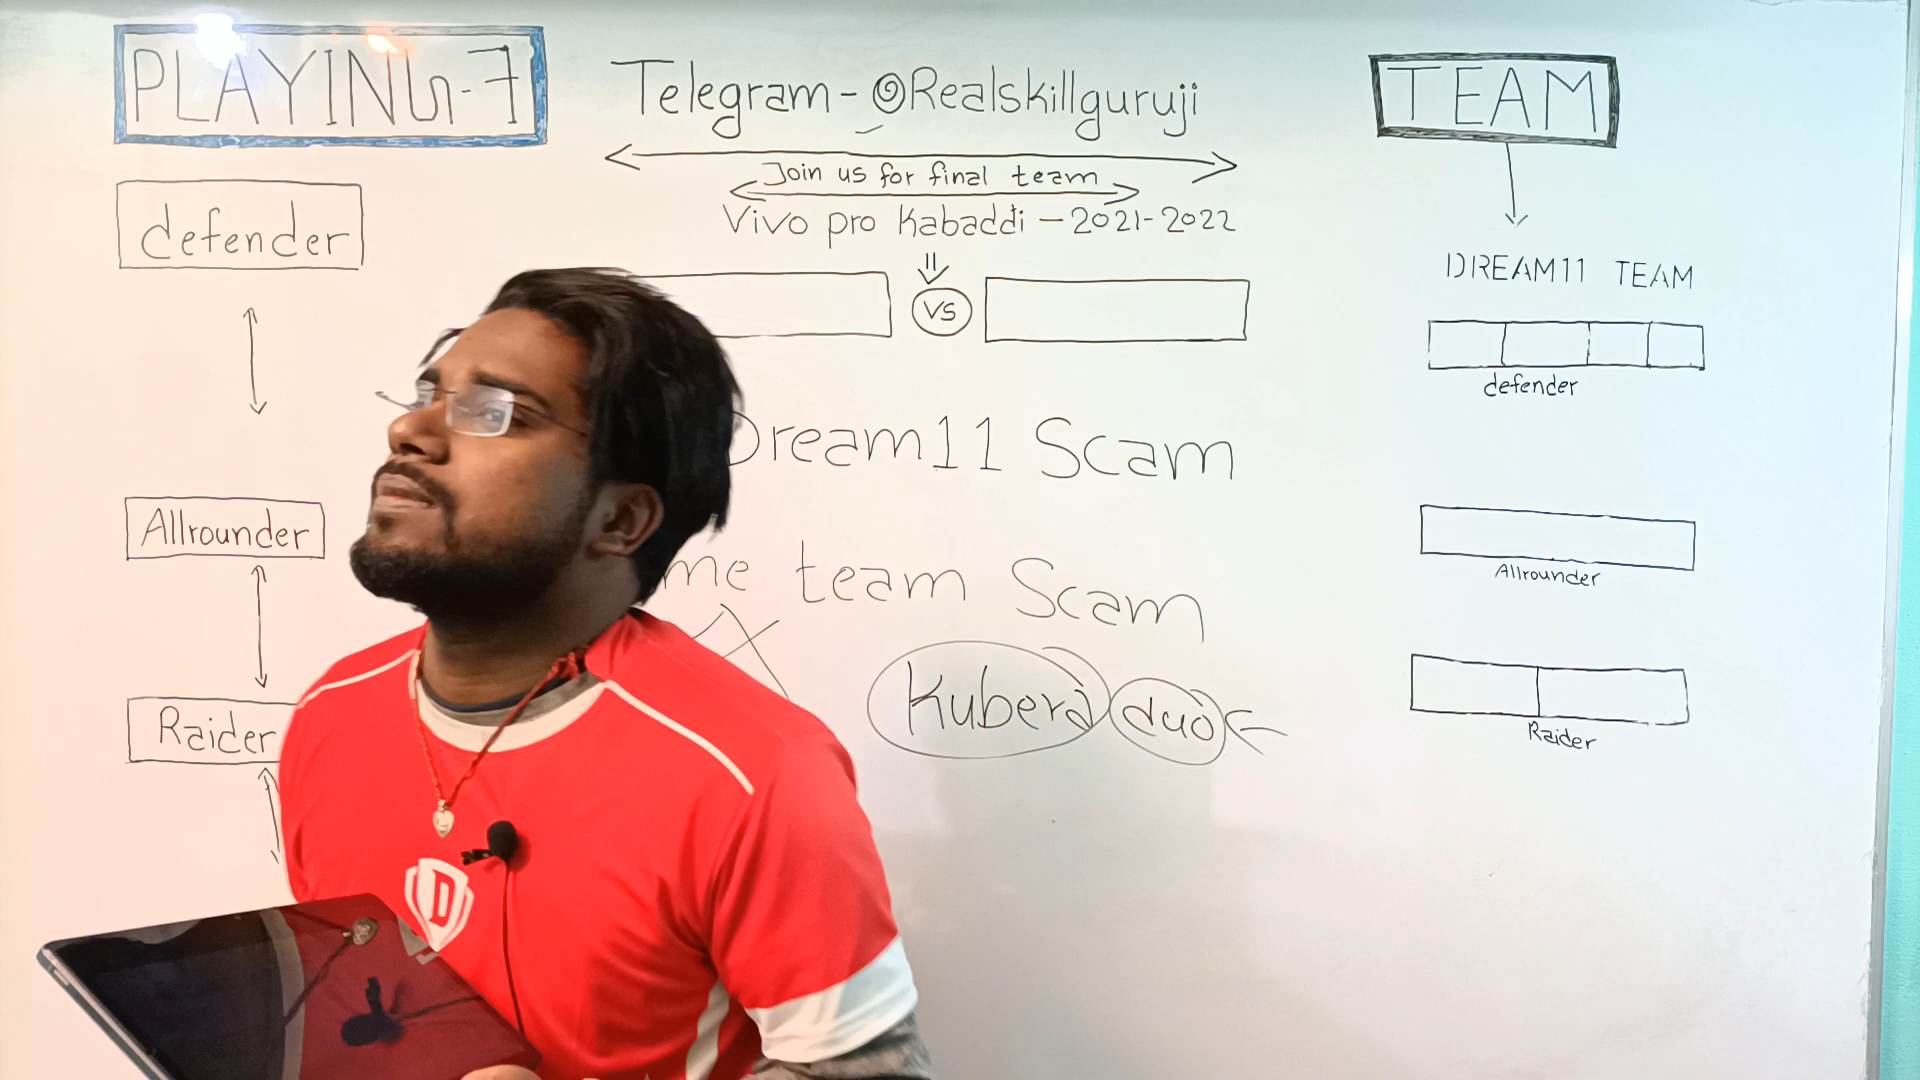 PLAYING-7
Telegram - @Realskillguruji
TEAM
Join us for final team
Vivo pro Kabaddi - 2021-2022
defender
VS
DREAM11 TEAM
defender
Dream11 Scam
Allrounder
me team Scam
Allrounder
Kubera duo
Raider
Raider
D